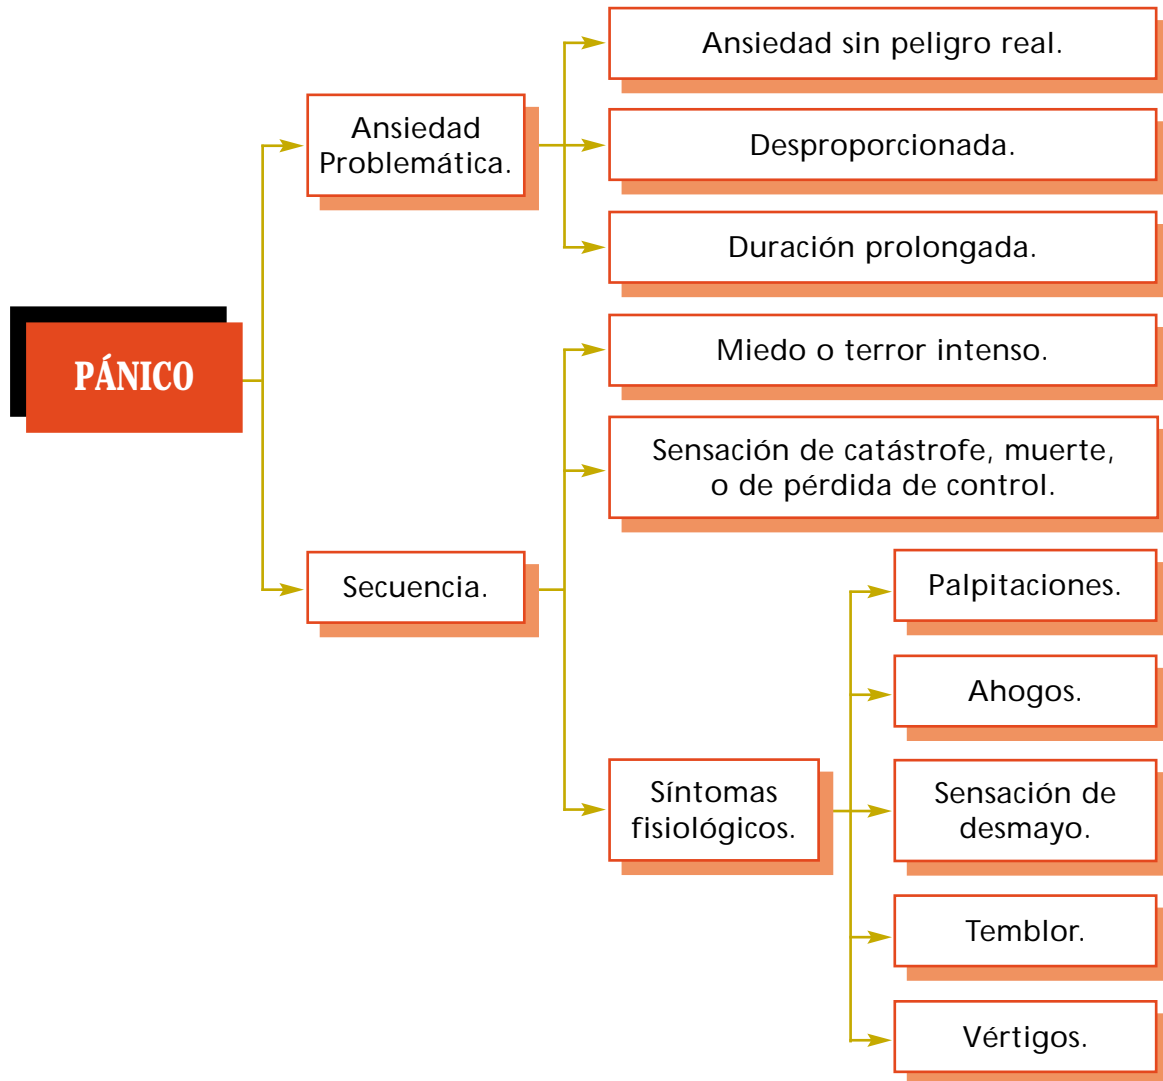 Ansiedad sin peligro real.
Ansiedad
Problemática.
Desproporcionada.
Duración prolongada.
PÁNICO
Miedo o terror intenso.
Sensación de catástrofe, muerte,
o de pérdida de control.
Secuencia.
Palpitaciones.
Ahogos.
Síntomas
fisiológicos.
Sensación de
desmayo.
Temblor.
Vértigos.